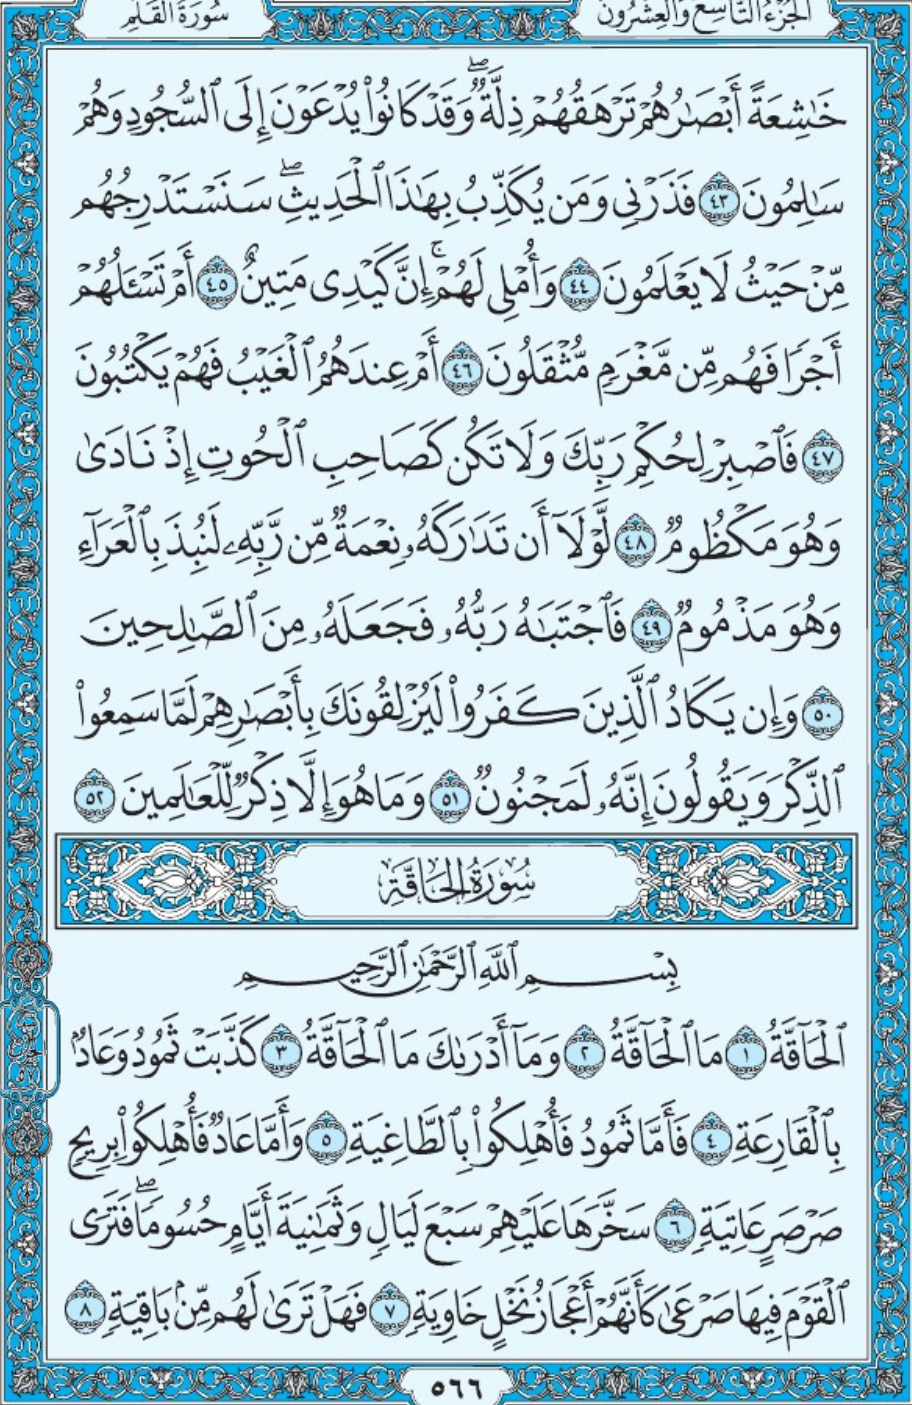 الجزء التاسع والعشرون
سورة القلم
خَٰشِعَةً أَبْصَٰرُهُمْ تَرْهَقُهُمْ ذِلَّةٌۖ وَقَدْ كَانُوا۟ يُدْعَوْنَ إِلَى ٱلسُّجُودِ وَهُمْ
سَٰلِمُونَ ٤٣ فَذَرْنِى وَمَن يُكَذِّبُ بِهَٰذَا ٱلْحَدِيثِۖ سَنَسْتَدْرِجُهُم
مِّنْ حَيْثُ لَا يَعْلَمُونَ ٤٤ وَأُمْلِى لَهُمْۚ إِنَّ كَيْدِى مَتِينٌ ٤٥ أَمْ تَسْـَٔلُهُمْ
أَجْرًا فَهُم مِّن مَّغْرَمٍ مُّثْقَلُونَ ٤٦ أَمْ عِندَهُمُ ٱلْغَيْبُ فَهُمْ يَكْتُبُونَ
٤٧ فَٱصْبِرْ لِحُكْمِ رَبِّكَ وَلَا تَكُن كَصَاحِبِ ٱلْحُوتِ إِذْ نَادَىٰ
وَهُوَ مَكْظُومٌ ٤٨ لَّوْلَآ أَن تَدَٰرَكَهُۥ نِعْمَةٌ مِّن رَّبِّهِۦ لَنُبِذَ بِٱلْعَرَآءِ
وَهُوَ مَذْمُومٌ ٤٩ فَٱجْتَبَٰهُ رَبُّهُۥ فَجَعَلَهُۥ مِنَ ٱلصَّٰلِحِينَ
٥٠ وَإِن يَكَادُ ٱلَّذِينَ كَفَرُوا۟ لَيُزْلِقُونَكَ بِأَبْصَٰرِهِمْ لَمَّا سَمِعُوا۟
ٱلذِّكْرَ وَيَقُولُونَ إِنَّهُۥ لَمَجْنُونٌ ٥١ وَمَا هُوَ إِلَّا ذِكْرٌ لِّلْعَٰلَمِينَ ٥٢
سُورَةُ الحَاقَّةِ
بِسْمِ ٱللَّهِ ٱلرَّحْمَٰنِ ٱلرَّحِيمِ
ٱلْحَآقَّةُ ١ مَا ٱلْحَآقَّةُ ٢ وَمَآ أَدْرَىٰكَ مَا ٱلْحَآقَّةُ ٣ كَذَّبَتْ ثَمُودُ وَعَادٌۢ
بِٱلْقَارِعَةِ ٤ فَأَمَّا ثَمُودُ فَأُهْلِكُوا۟ بِٱلطَّاغِيَةِ ٥ وَأَمَّا عَادٌ فَأُهْلِكُوا۟ بِرِيحٍ
صَرْصَرٍ عَاتِيَةٍ ٦ سَخَّرَهَا عَلَيْهِمْ سَبْعَ لَيَالٍ وَثَمَٰنِيَةَ أَيَّامٍ حُسُومًاۖ فَتَرَى
ٱلْقَوْمَ فِيهَا صَرْعَىٰ كَأَنَّهُمْ أَعْجَازُ نَخْلٍ خَاوِيَةٍ ٧ فَهَلْ تَرَىٰ لَهُم مِّنۢ بَاقِيَةٍ ٨
٥٦٦